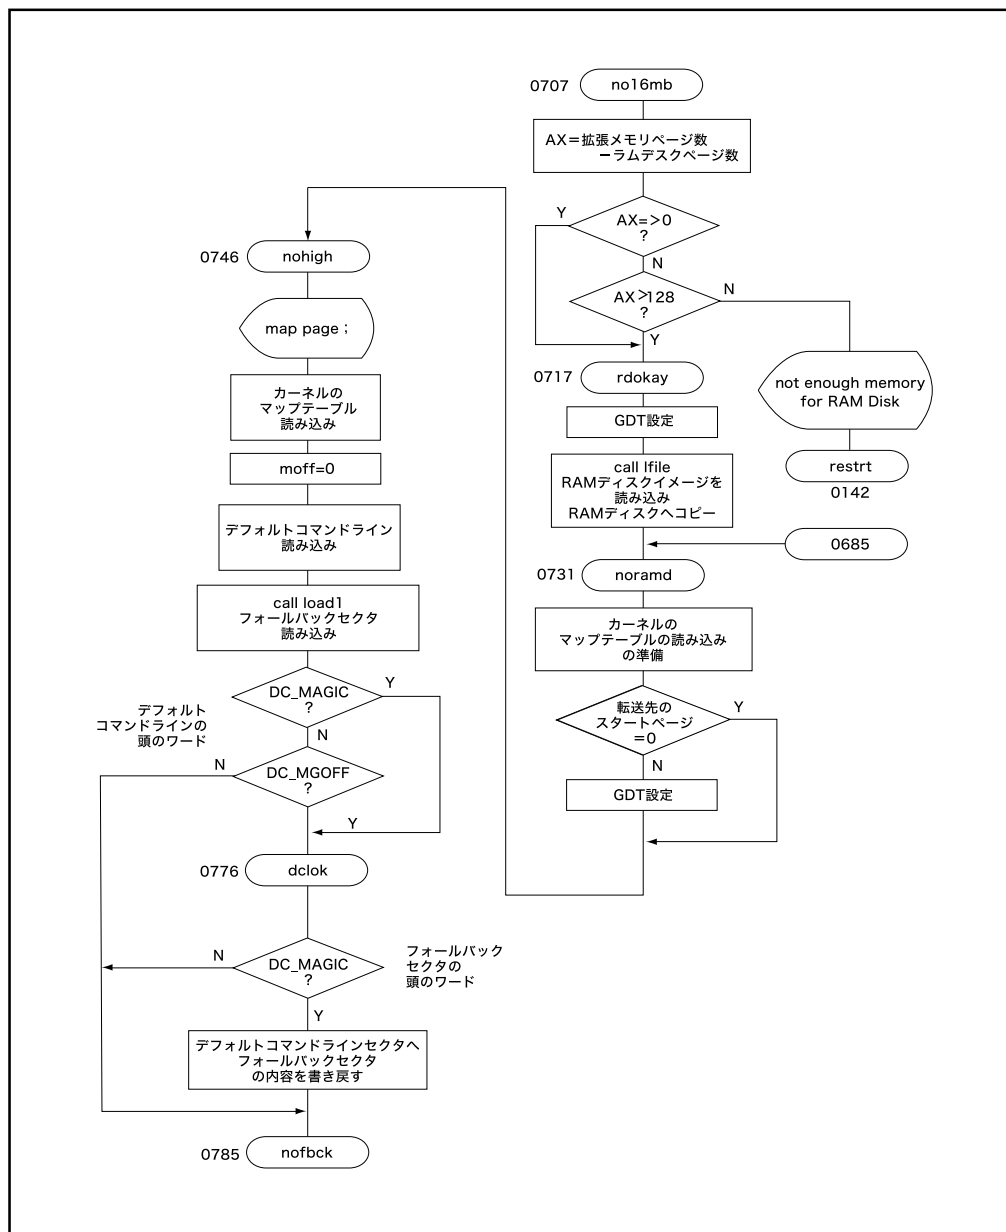 0707
no16mb
AX＝拡張メモリページ数
－ラムデスクページ数
Y
AX=>0
?
N
AX>128
?
N
Y
not enough memory
for RAM Disk
restrt
0142
0717
rdokay
GDT設定
call lfile
RAMディスクイメージを
読み込み
RAMディスクへコピー
0685
0731
noramd
カーネルの
マップテーブルの読み込み
の準備
転送先の
スタートページ
＝0
Y
N
GDT設定
0746
nohigh
map page ;
カーネルの
マップテーブル
読み込み
moff=0
デフォルトコマンドライン
読み込み
call load1
フォールバックセクタ
読み込み
DC_MAGIC
?
Y
N
デフォルト
コマンドラインの
頭のワード
DC_MGOFF
?
N
Y
0776
dclok
DC_MAGIC
?
N
Y
フォールバック
セクタの
頭のワード
デフォルトコマンドラインセクタへ
フォールバックセクタ
の内容を書き戻す
0785
nofbck